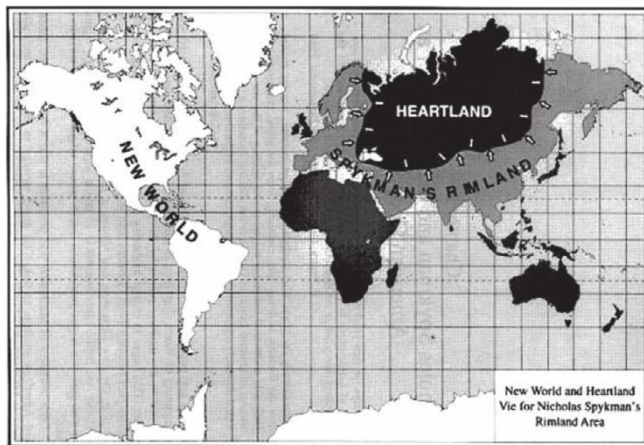 HEARTLAND
NEW WORLD
SPYKMAN'S RIMLAND
New World and Heartland
Vie for Nicholas Spykman's
Rimland Area